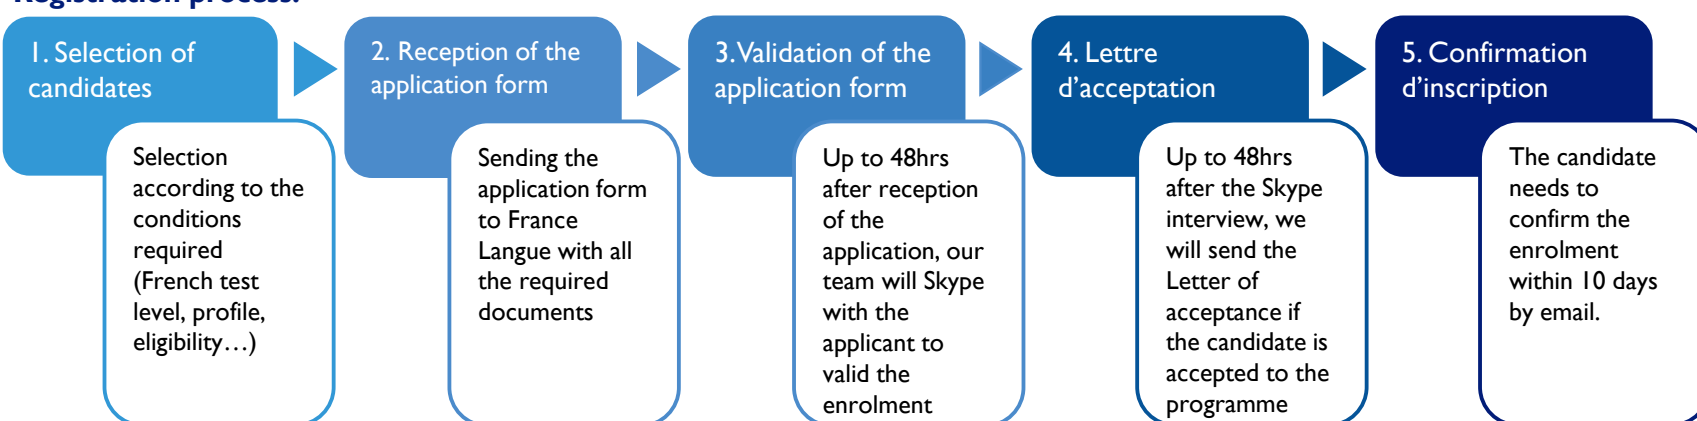 Registration process:
1. Selection of
candidates
Selection
according to the
conditions
required
(French test
level, profile,
eligibility…)
2. Reception of the
application form
Sending the
application form
to France
Langue with all
the required
documents
3.Validation of the
application form
Up to 48hrs
after reception
of the
application, our
team will Skype
with the
applicant to
valid the
enrolment
4. Lettre
d’acceptation
Up to 48hrs
after the Skype
interview, we
will send the
Letter of
acceptance if
the candidate is
accepted to the
programme
5. Confirmation
d’inscription
The candidate
needs to
confirm the
enrolment
within 10 days
by email.